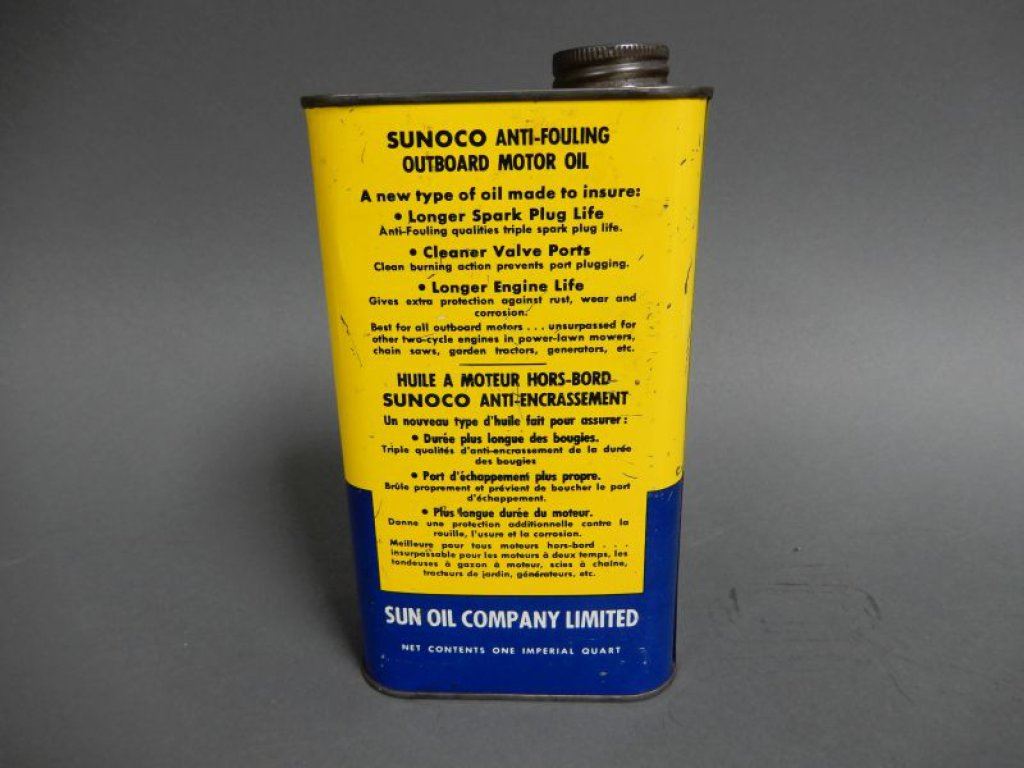 SUNOCO ANTI-FOULING
OUTBOARD MOTOR OIL
A new type of oil made to insure:
• Longer Spark Plug Life
Anti-Fouling qualities triple spark plug life.
• Cleaner Valve Ports
Clean burning action prevents port plugging.
• Longer Engine Life
Gives extra protection against rust, wear and
corrosion.
Best for all outboard motors . . . unsurpassed for
other two-cycle engines in power-lawn mowers,
chain saws, garden tractors, generators, etc.
HUILE A MOTEUR HORS-BORD
SUNOCO ANTI-ENCRASSEMENT
Un nouveau type d'huile fait pour assurer :
• Durée plus longue des bougies.
Triple qualités d'anti-encrassement de la durée
des bougies
• Port d'échappement plus propre.
Brûle proprement et prévient de boucher le port
d'échappement.
• Plus longue durée du moteur.
Donne une protection additionnelle contre la
rouille, l'usure et la corrosion.
Meilleure pour tous moteurs hors-bord . . .
insurpassable pour les moteurs à deux temps, les
tondeuses à gazon à moteur, scies à chaîne,
tracteurs de jardin, générateurs, etc.
SUN OIL COMPANY LIMITED
NET CONTENTS ONE IMPERIAL QUART